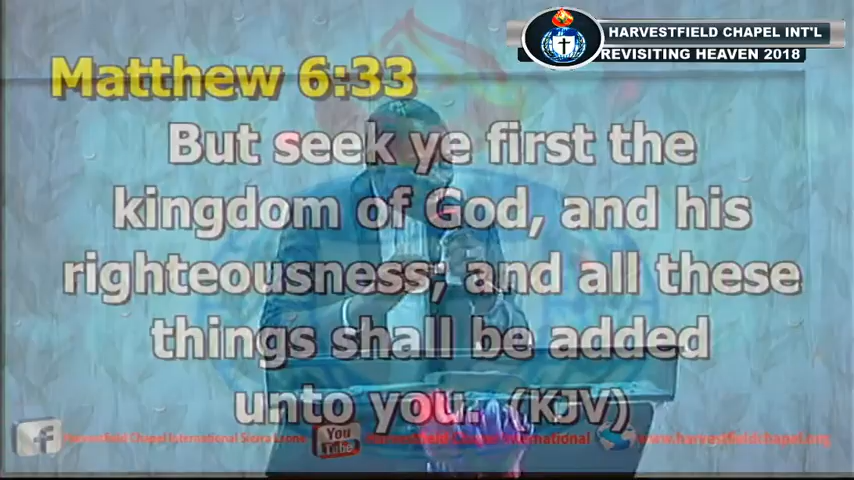 HARVESTFIELD CHAPEL INT'L
REVISITING HEAVEN 2018
Matthew 6:33
But seek ye first the
kingdom of God, and his
righteousness; and all these
things shall be added
unto you. (KJV)
Harvestfield Chapel International Sierra Leone
You
Tube
Harvestfield Chapel International
www.harvestfieldchapel.org